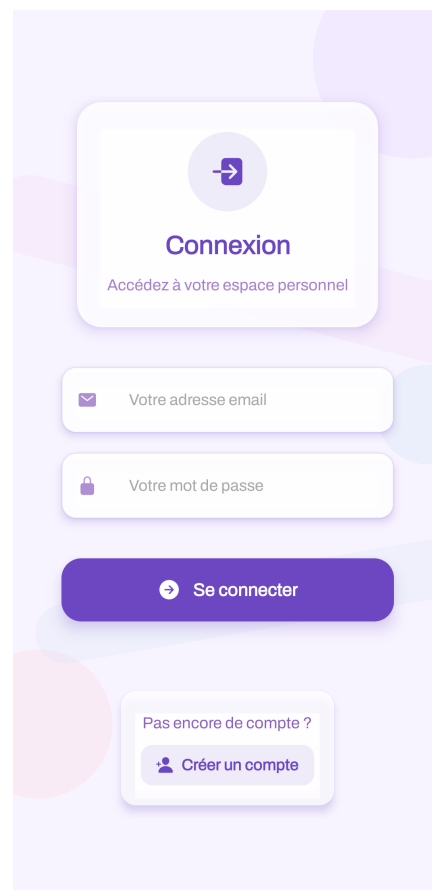 Connexion
Accédez à votre espace personnel
Votre adresse email
Votre mot de passe
Se connecter
Pas encore de compte ?
Créer un compte